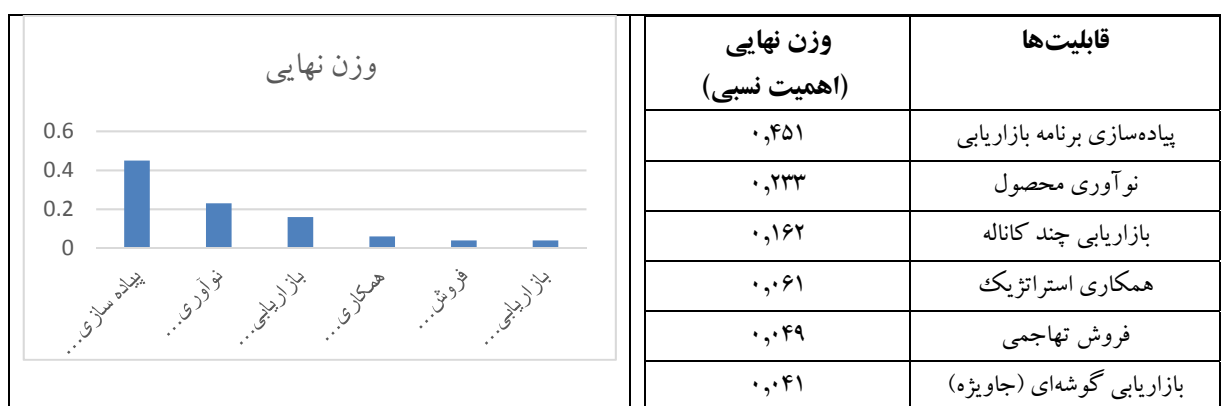 قابلیت‌ها
وزن نهایی
(اهمیت نسبی)
پیاده‌سازی برنامه بازاریابی
۰,۴۵۱
نوآوری محصول
۰,۲۳۳
بازاریابی چند کاناله
۰,۱۶۲
همکاری استراتژیک
۰,۰۶۱
فروش تهاجمی
۰,۰۴۹
بازاریابی گوشه‌ای (جاویژه)
۰,۰۴۱
وزن نهایی
0.6
0.4
0.2
0
پیاده سازی...
نوآوری...
بازاریابی...
همکاری...
فروش...
بازاریابی...